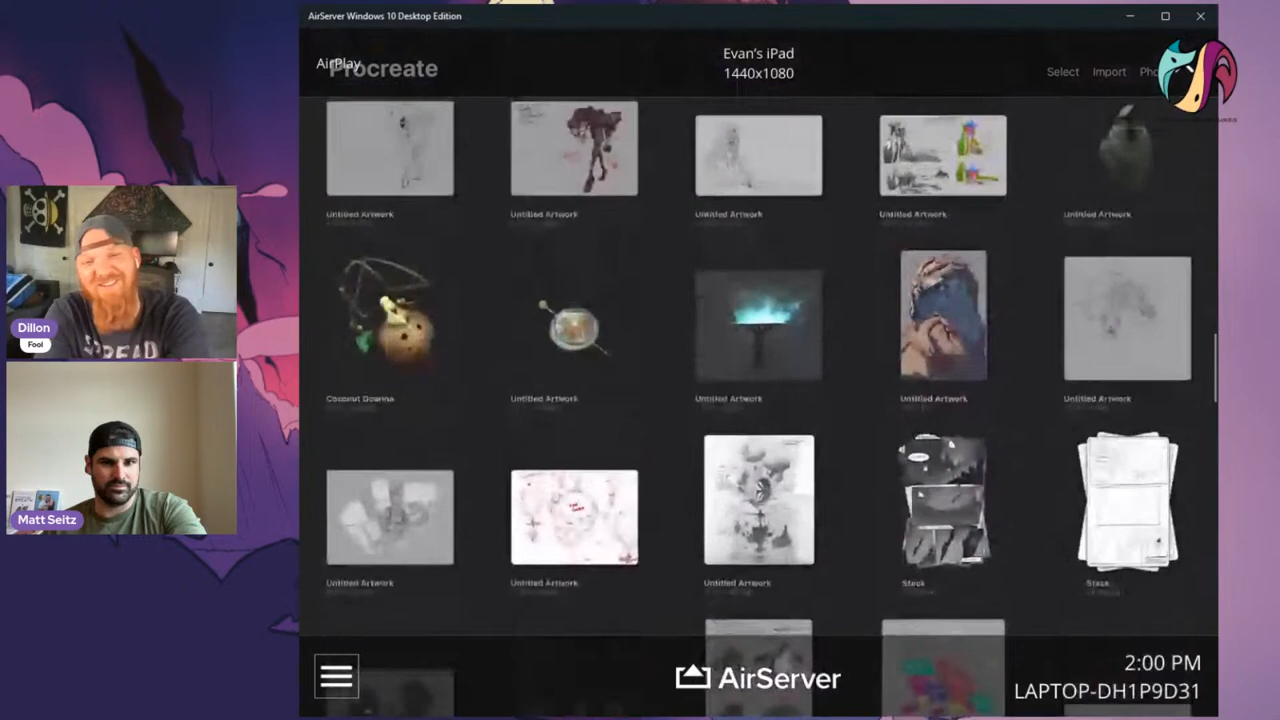 AirServer Windows 10 Desktop Edition
AirPlay
Procreate
Evan's iPad
1440x1080
Select Import
Untitled Artwork
Untitled Artwork
Untitled Artwork
Untitled Artwork
Untitled Artwork
Dillon
Fool
Untitled Artwork
Untitled Artwork
Untitled Artwork
Untitled Artwork
Matt Seitz
Untitled Artwork
Untitled Artwork
Untitled Artwork
Stack
Stack
AirServer
2:00 PM
LAPTOP-DH1P9D31